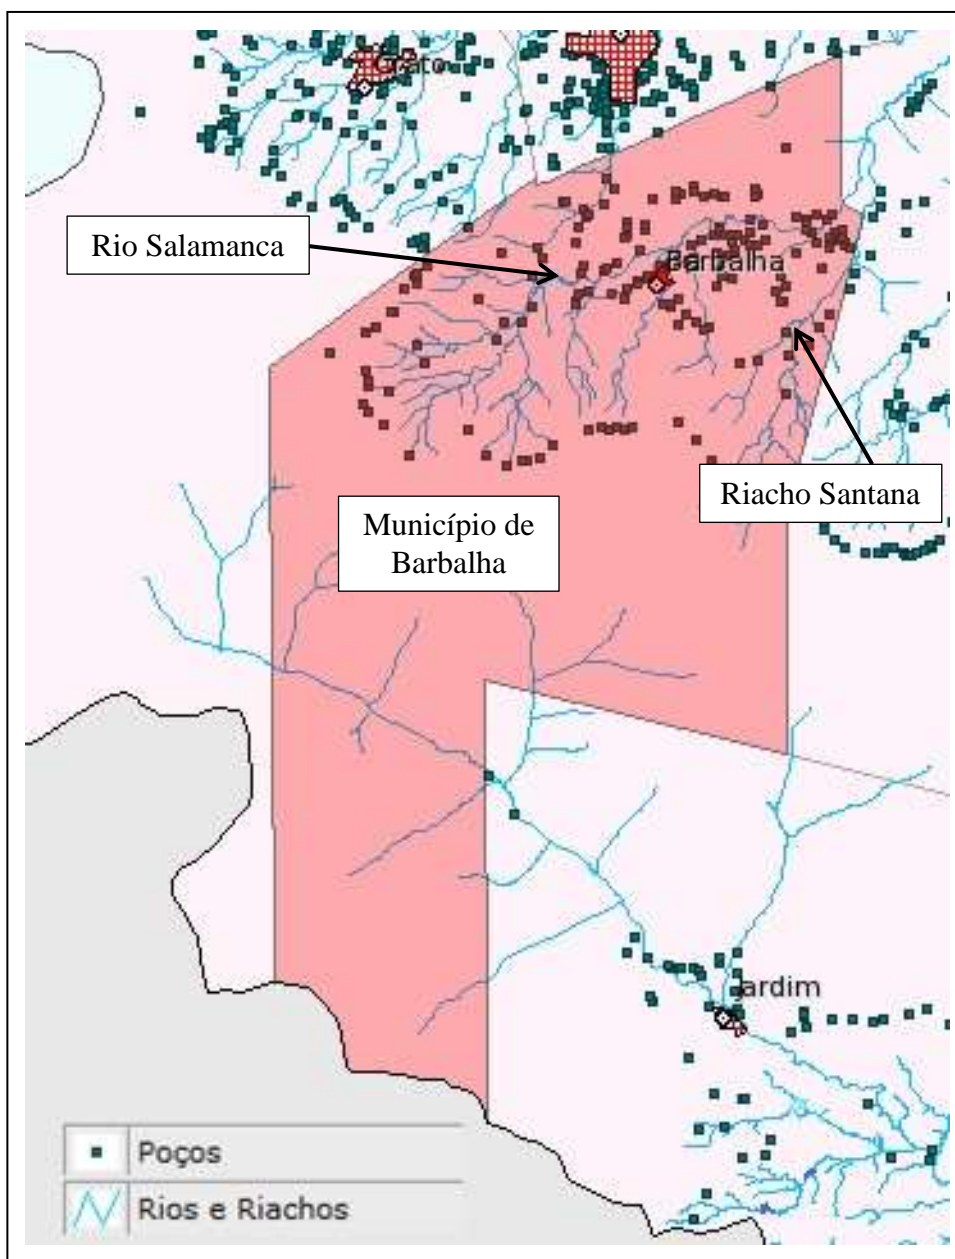 Crato
Rio Salamanca
Barbalha
Riacho Santana
Município de
Barbalha
Jardim
Poços
Rios e Riachos